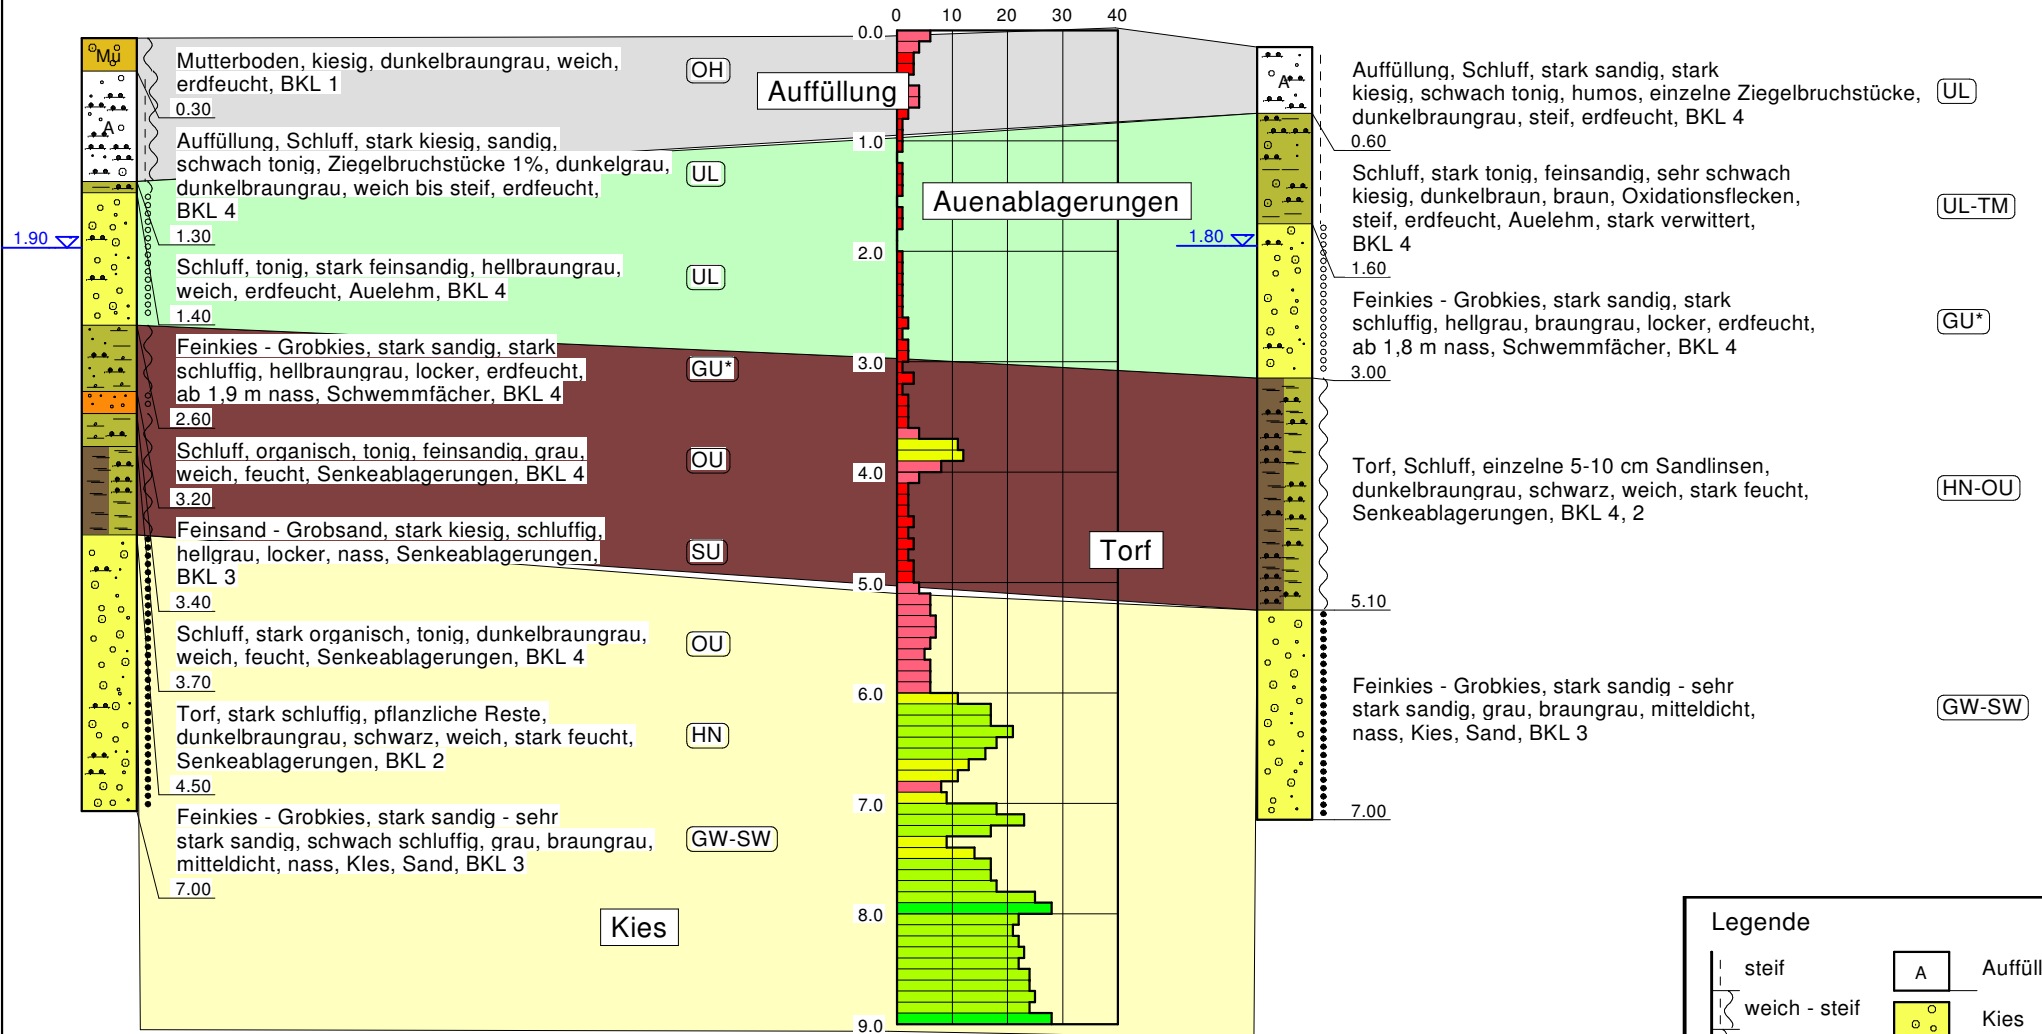 Mu
A
Mutterboden, kiesig, dunkelbraungrau, weich,
erdfeucht, BKL 1
0.30
OH
Auffüllung, Schluff, stark kiesig, sandig,
schwach tonig, Ziegelbruchstücke 1%, dunkelgrau,
dunkelbraungrau, weich bis steif, erdfeucht,
BKL 4
1.30
UL
1.90
Schluff, tonig, stark feinsandig, hellbraungrau,
weich, erdfeucht, Auelehm, BKL 4
1.40
UL
Feinkies - Grobkies, stark sandig, stark
schluffig, hellbraungrau, locker, erdfeucht,
ab 1,9 m nass, Schwemmfächer, BKL 4
2.60
GU*
Schluff, organisch, tonig, feinsandig, grau,
weich, feucht, Senkeablagerungen, BKL 4
3.20
OU
Feinsand - Grobsand, stark kiesig, schluffig,
hellgrau, locker, nass, Senkeablagerungen,
BKL 3
3.40
SU
Schluff, stark organisch, tonig, dunkelbraungrau,
weich, feucht, Senkeablagerungen, BKL 4
3.70
OU
Torf, stark schluffig, pflanzliche Reste,
dunkelbraungrau, schwarz, weich, stark feucht,
Senkeablagerungen, BKL 2
4.50
HN
Feinkies - Grobkies, stark sandig - sehr
stark sandig, schwach schluffig, grau, braungrau,
mitteldicht, nass, KIes, Sand, BKL 3
7.00
GW-SW
0 10 20 30 40
0.0
1.0
2.0
3.0
4.0
5.0
6.0
7.0
8.0
9.0
Auffüllung
Auenablagerungen
Torf
Kies
A
Auffüllung, Schluff, stark sandig, stark
kiesig, schwach tonig, humos, einzelne Ziegelbruchstücke,
dunkelbraungrau, steif, erdfeucht, BKL 4
0.60
UL
Schluff, stark tonig, feinsandig, sehr schwach
kiesig, dunkelbraun, braun, Oxidationsflecken,
steif, erdfeucht, Auelehm, stark verwittert,
BKL 4
1.60
UL-TM
1.80
Feinkies - Grobkies, stark sandig, stark
schluffig, hellgrau, braungrau, locker, erdfeucht,
ab 1,8 m nass, Schwemmfächer, BKL 4
3.00
GU*
Torf, Schluff, einzelne 5-10 cm Sandlinsen,
dunkelbraungrau, schwarz, weich, stark feucht,
Senkeablagerungen, BKL 4, 2
5.10
HN-OU
Feinkies - Grobkies, stark sandig - sehr
stark sandig, grau, braungrau, mitteldicht,
nass, Kies, Sand, BKL 3
7.00
GW-SW
Legende
steif
A Auffüll
weich - steif
Kies